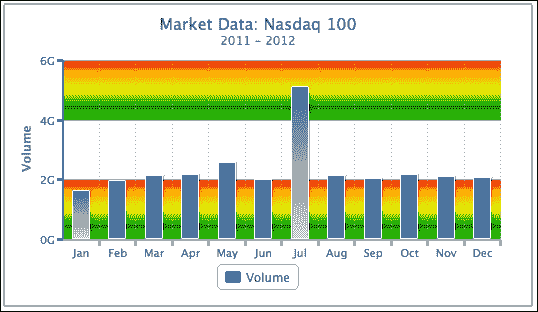 Market Data: Nasdaq 100
2011 - 2012
6G
4G
2G
0G
Volume
Jan Feb Mar Apr May Jun Jul Aug Sep Oct Nov Dec
Volume